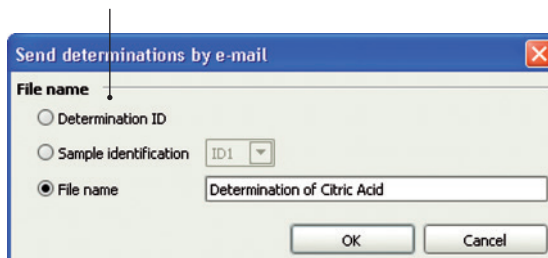 Send determinations by e-mail
File name
Determination ID
Sample identification ID1
File name Determination of Citric Acid
OK Cancel